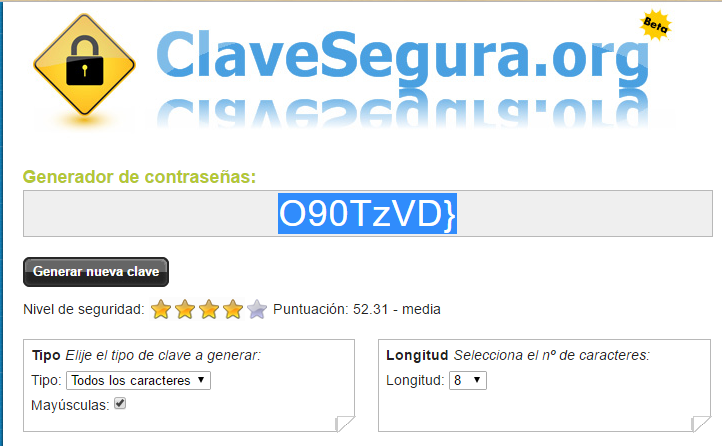 ClaveSegura.org
Beta
Generador de contraseñas:
O90TzVD}
Generar nueva clave
Nivel de seguridad: Puntuación: 52.31 - media
Tipo Elije el tipo de clave a generar:
Tipo: Todos los caracteres
Mayúsculas:
Longitud Selecciona el nº de caracteres:
Longitud: 8